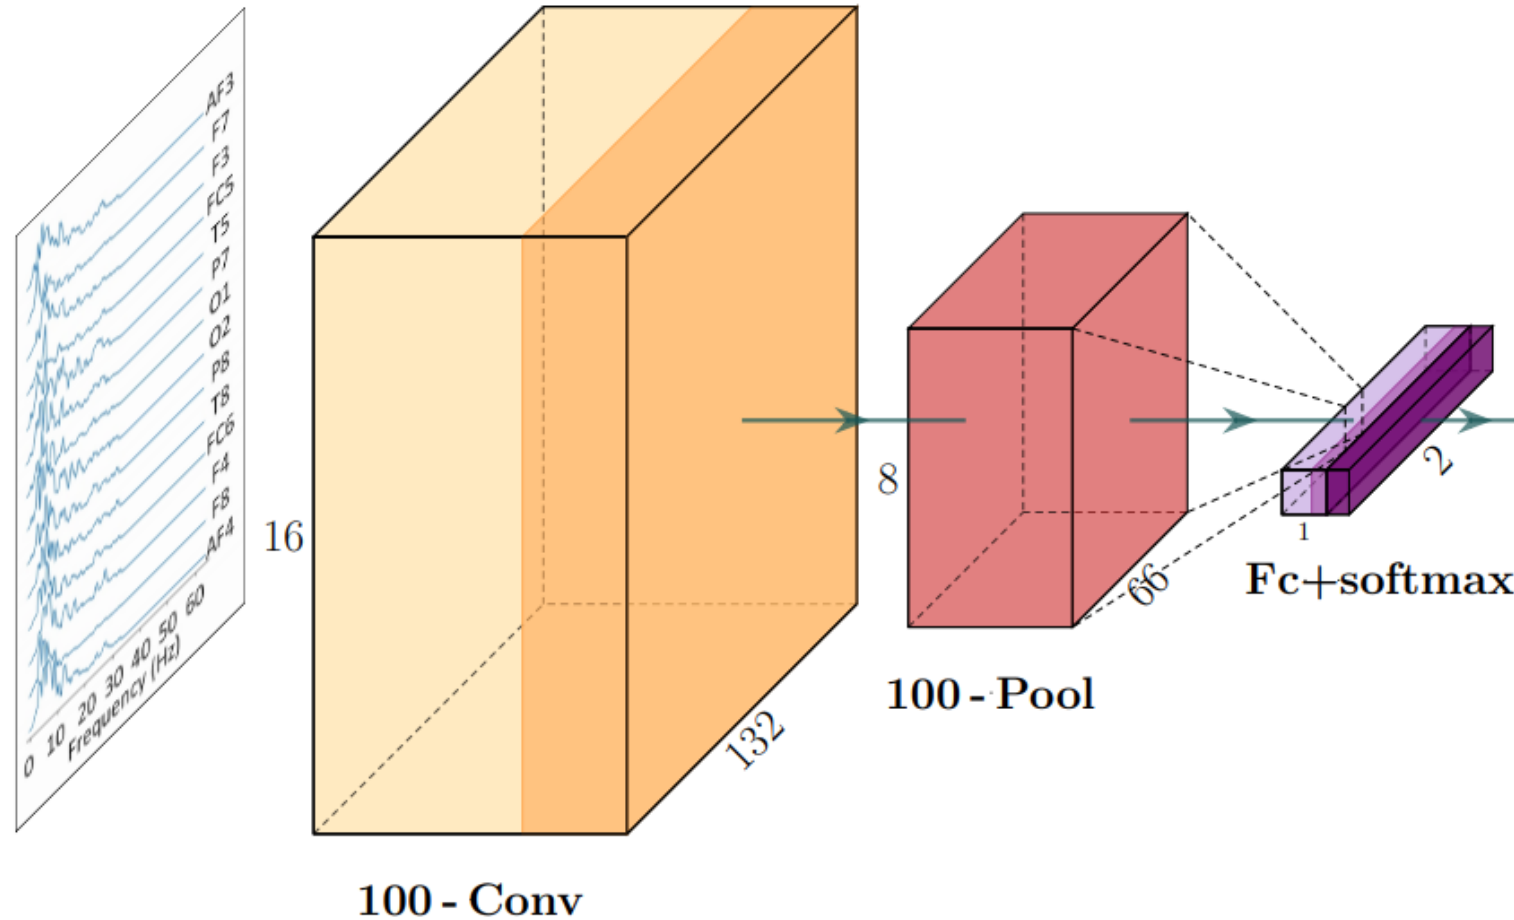 AF3
F7
F3
FC5
T5
P7
O1
O2
P8
T8
FC6
F4
F8
AF4
0 10 20 30 40 50 60
Frequency (Hz)
16
132
100 - Conv
8
66
100 - Pool
1
2
Fc+softmax